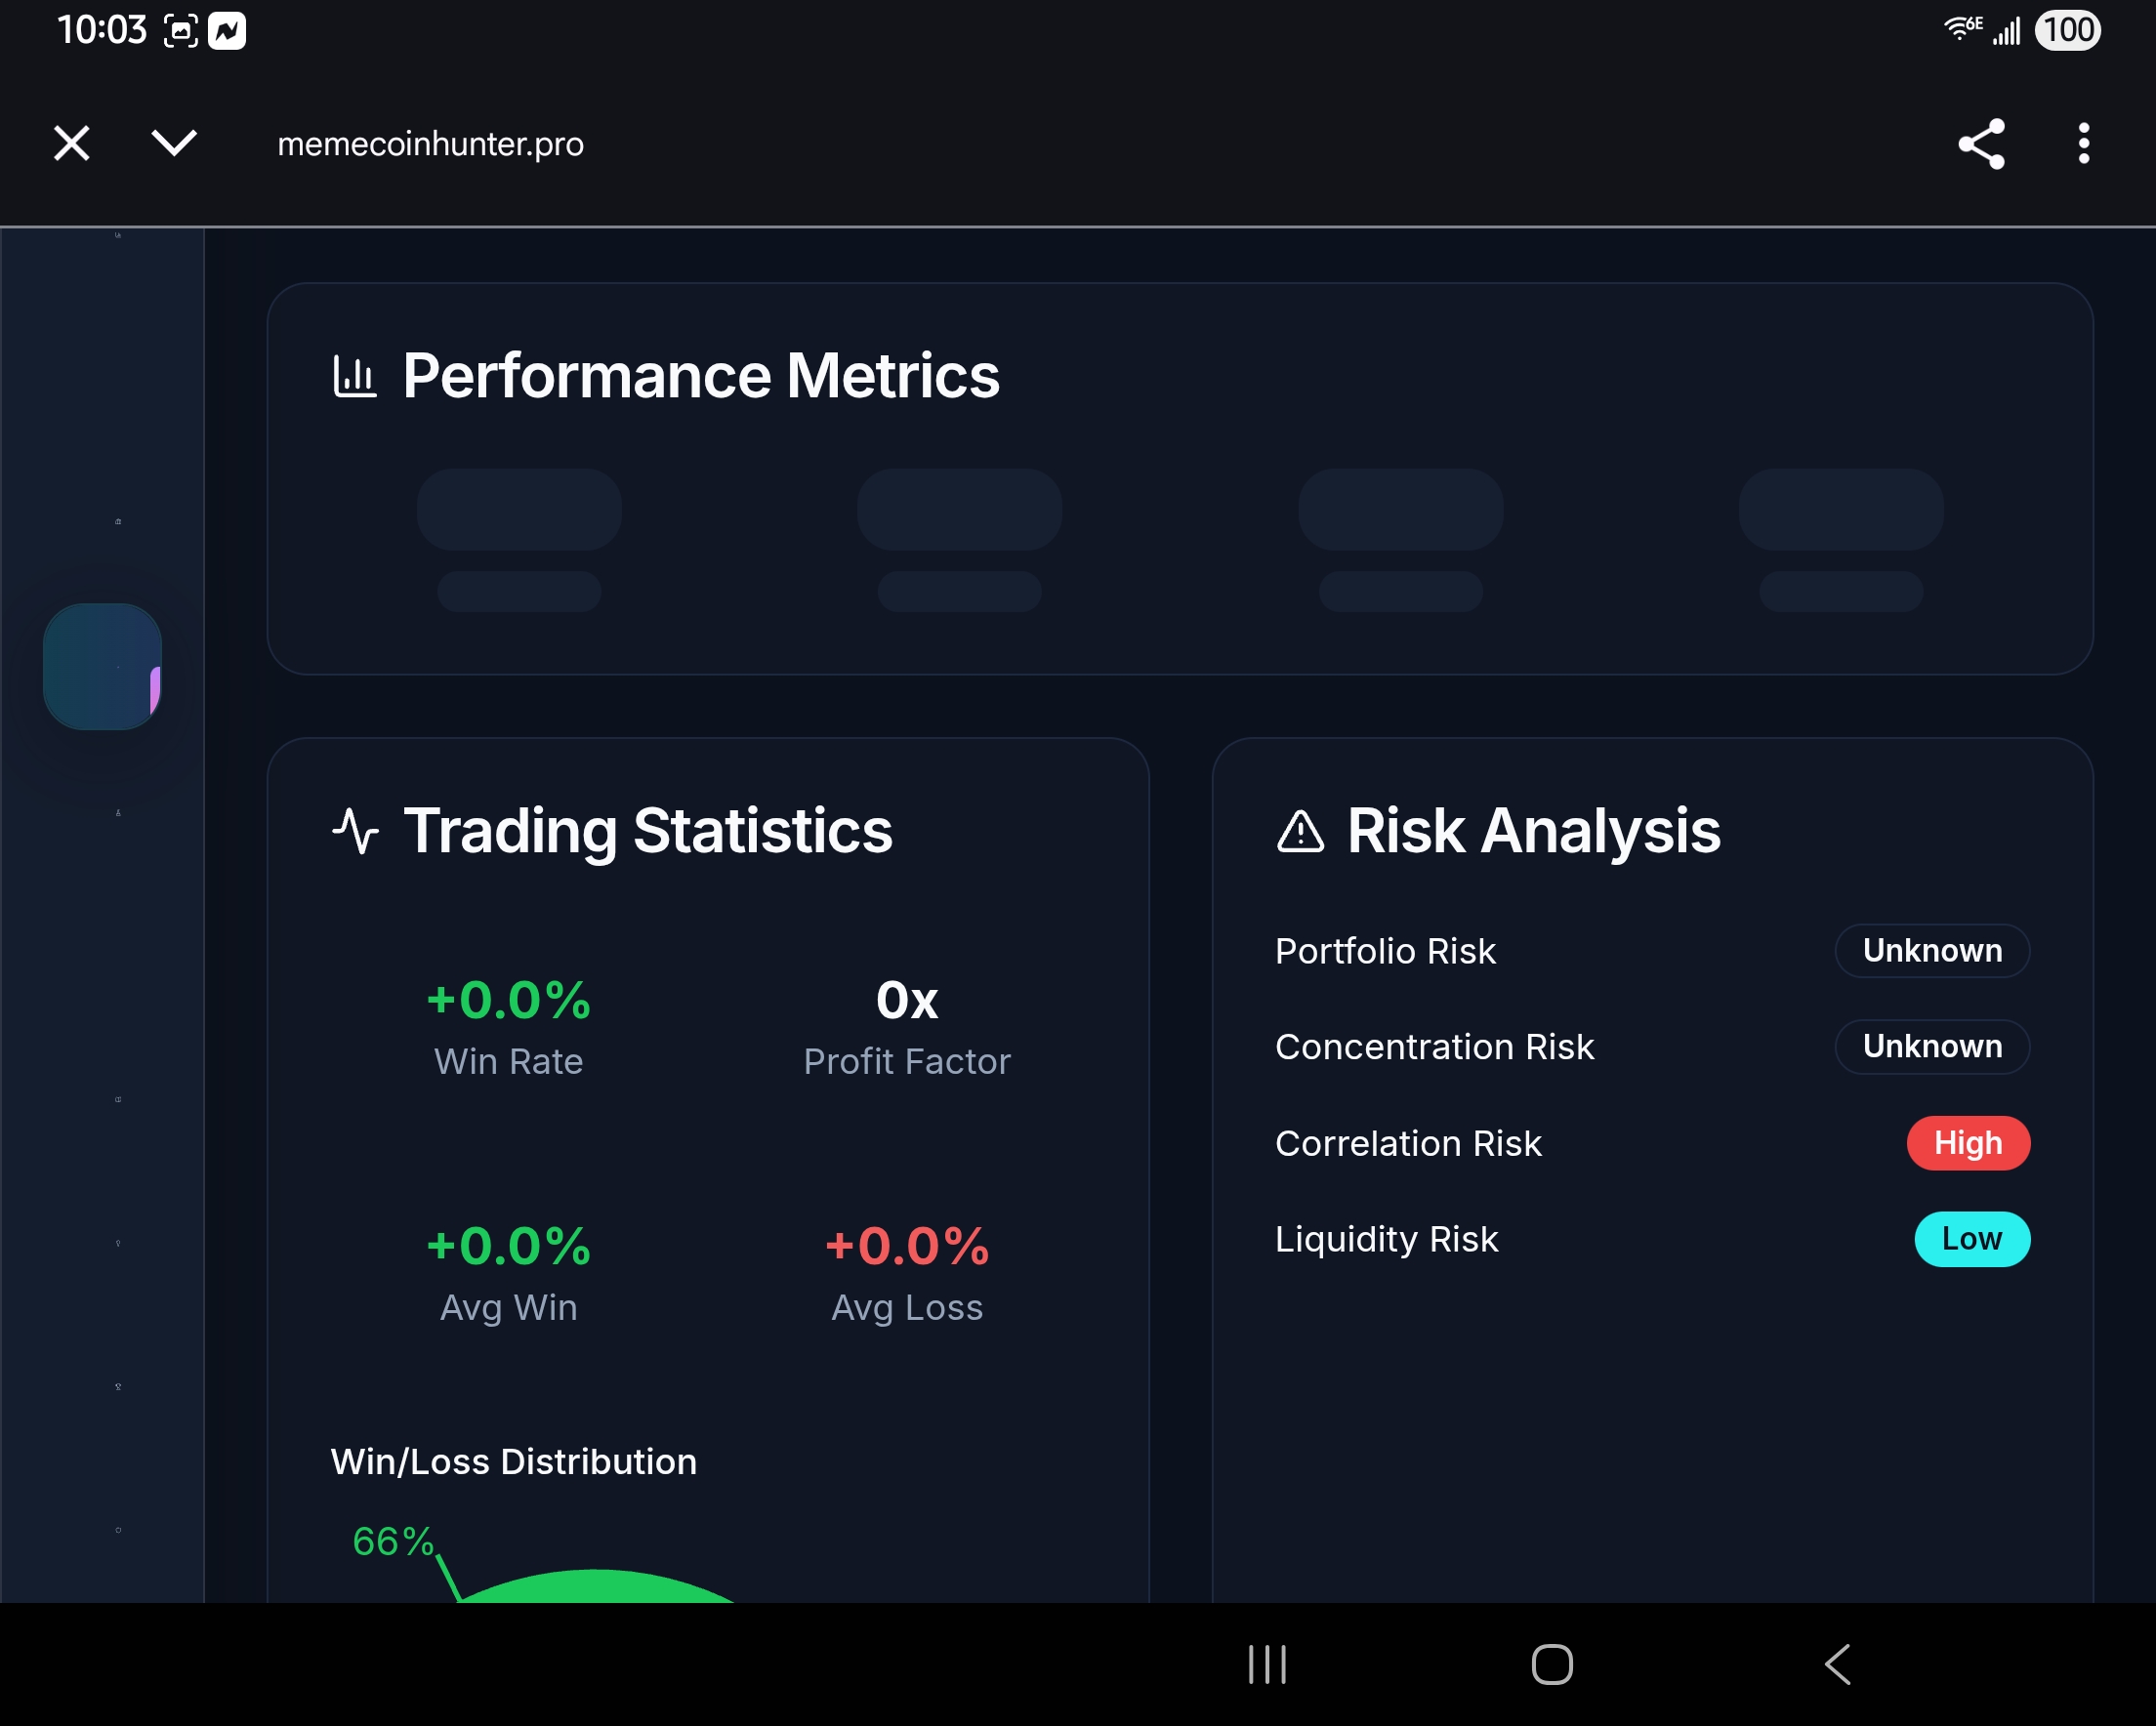 10:03
6E
100
memecoinhunter.pro
Performance Metrics
Trading Statistics
+0.0%
Win Rate
0x
Profit Factor
+0.0%
Avg Win
+0.0%
Avg Loss
Win/Loss Distribution
66%
Risk Analysis
Portfolio Risk
Unknown
Concentration Risk
Unknown
Correlation Risk
High
Liquidity Risk
Low